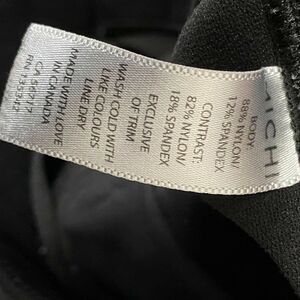 MICHI
BODY:
88% NYLON/
12% SPANDEX
CONTRAST:
82% NYLON/
18% SPANDEX
EXCLUSIVE
OF TRIM
WASH COLD WITH
LIKE COLOURS
DRY LINE
MADE WITH LOVE
IN CANADA